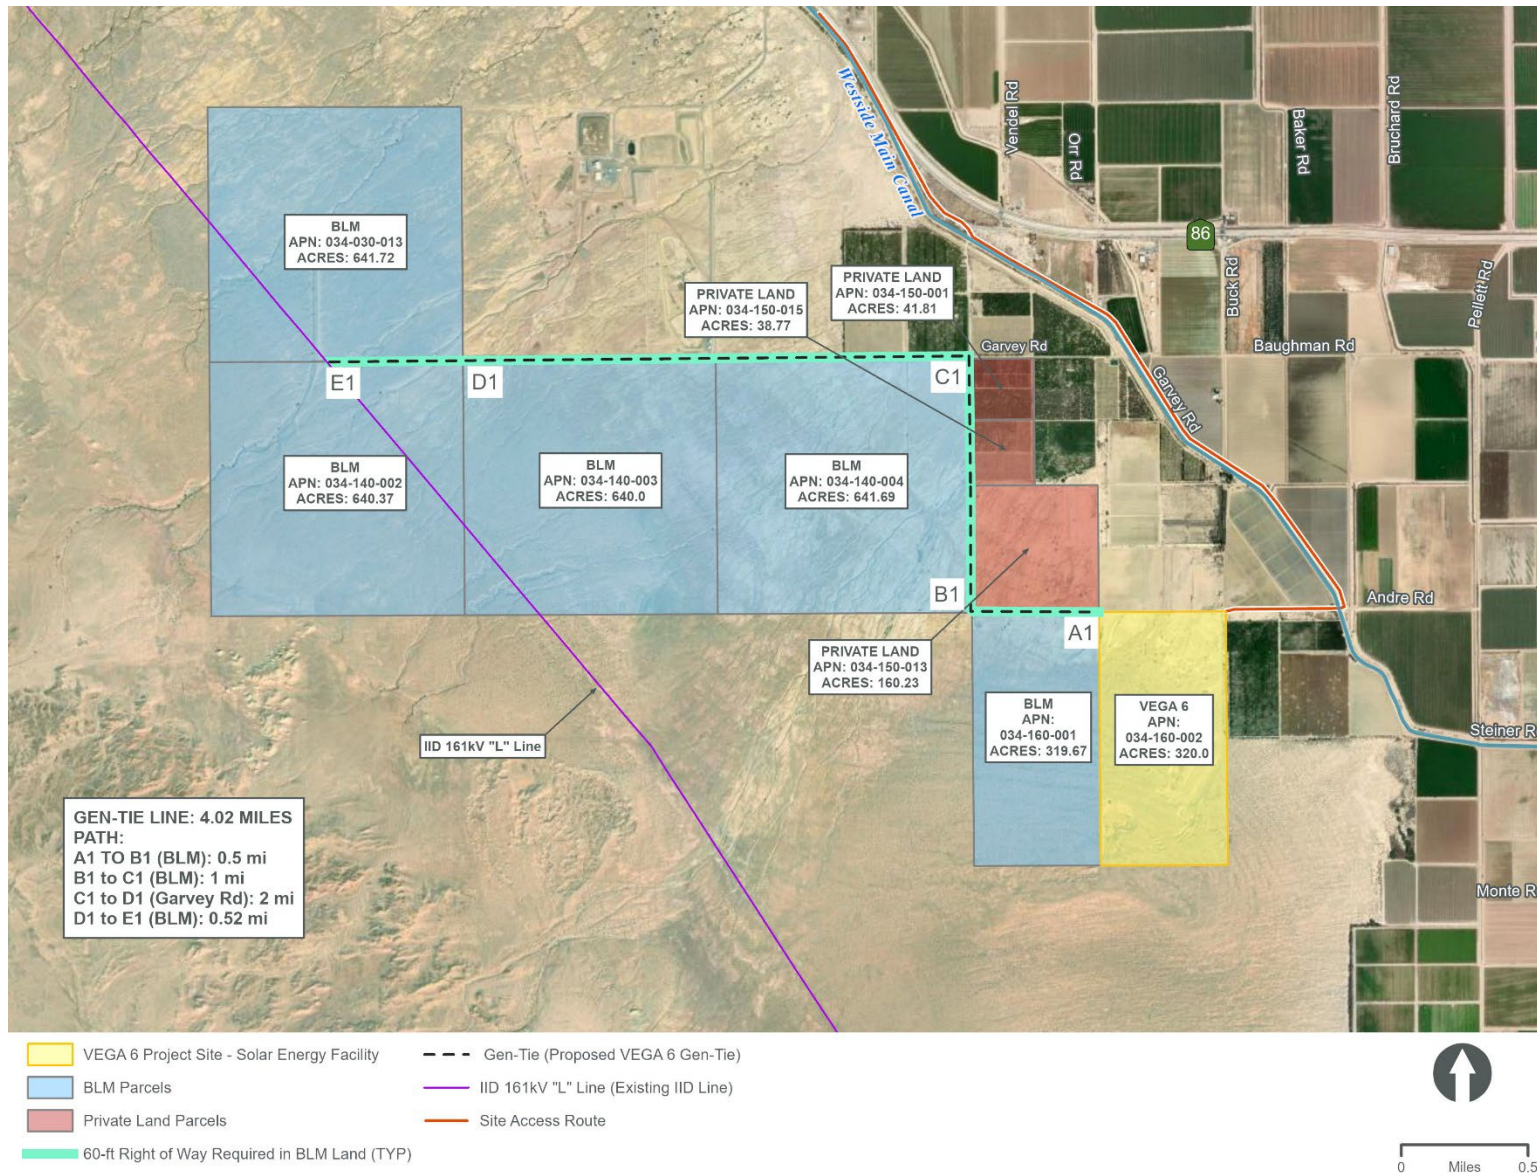 Westside Main Canal
Vendel Rd
Orr Rd
Baker Rd
Bruchard Rd
86
Buck Rd
Pellett Rd
Baughman Rd
Garvey Rd
Garvey Rd
Andre Rd
Steiner R
Monte R
BLM
APN: 034-030-013
ACRES: 641.72
PRIVATE LAND
APN: 034-150-015
ACRES: 38.77
PRIVATE LAND
APN: 034-150-001
ACRES: 41.81
E1
D1
C1
BLM
APN: 034-140-002
ACRES: 640.37
BLM
APN: 034-140-003
ACRES: 640.0
BLM
APN: 034-140-004
ACRES: 641.69
B1
A1
PRIVATE LAND
APN: 034-150-013
ACRES: 160.23
BLM
APN:
034-160-001
ACRES: 319.67
VEGA 6
APN:
034-160-002
ACRES: 320.0
IID 161kV "L" Line
GEN-TIE LINE: 4.02 MILES
PATH:
A1 TO B1 (BLM): 0.5 mi
B1 to C1 (BLM): 1 mi
C1 to D1 (Garvey Rd): 2 mi
D1 to E1 (BLM): 0.52 mi
VEGA 6 Project Site - Solar Energy Facility
BLM Parcels
Private Land Parcels
60-ft Right of Way Required in BLM Land (TYP)
Gen-Tie (Proposed VEGA 6 Gen-Tie)
IID 161kV "L" Line (Existing IID Line)
Site Access Route
0 Miles 0.5